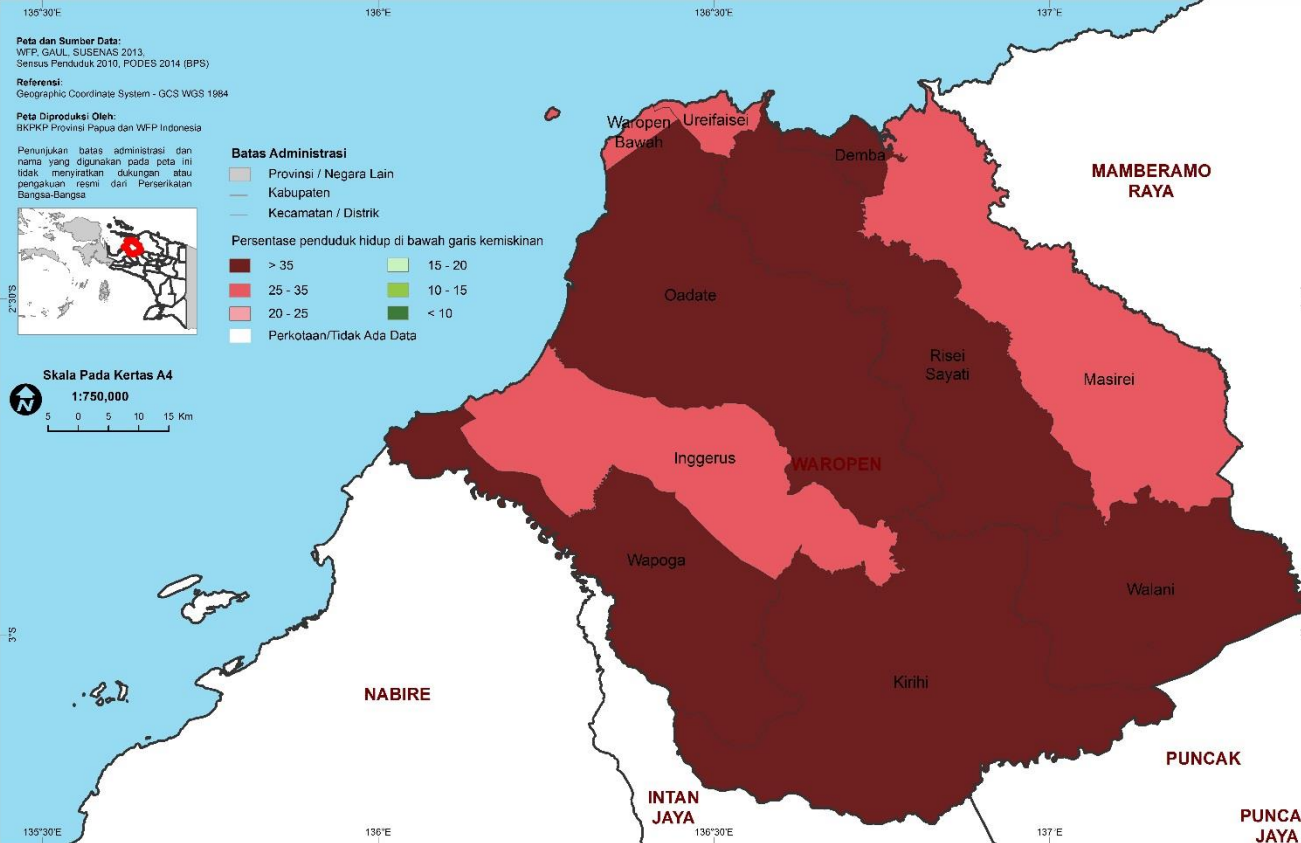 135°30'E
136°E
136°30'E
137°E
Peta dan Sumber Data:
WFP, GAUL, SUSENAS 2013,
Sensus Penduduk 2010, PODES 2014 (BPS)
Referensi:
Geographic Coordinate System - GCS WGS 1984
Peta Diproduksi Oleh:
BKPKP Provinsi Papua dan WFP Indonesia
Penunjukan batas administrasi dan
nama yang digunakan pada peta ini
tidak menyiratkan dukungan atau
pengakuan resmi dari Perserikatan
Bangsa-Bangsa
Batas Administrasi
Provinsi / Negara Lain
Kabupaten
Kecamatan / Distrik
Persentase penduduk hidup di bawah garis kemiskinan
> 35
15 - 20
25 - 35
10 - 15
20 - 25
< 10
Perkotaan/Tidak Ada Data
2°30'S
Skala Pada Kertas A4
1:750,000
N
5 0 5 10 15 Km
Waropen
Bawah
Ureifaisei
Demba
MAMBERAMO
RAYA
Oadate
Risei
Sayati
Masirei
Inggerus
WAROPEN
Wapoga
Walani
3°S
Kirihi
NABIRE
PUNCAK
INTAN
JAYA
PUNCA
JAYA
135°30'E
136°E
136°30'E
137°E